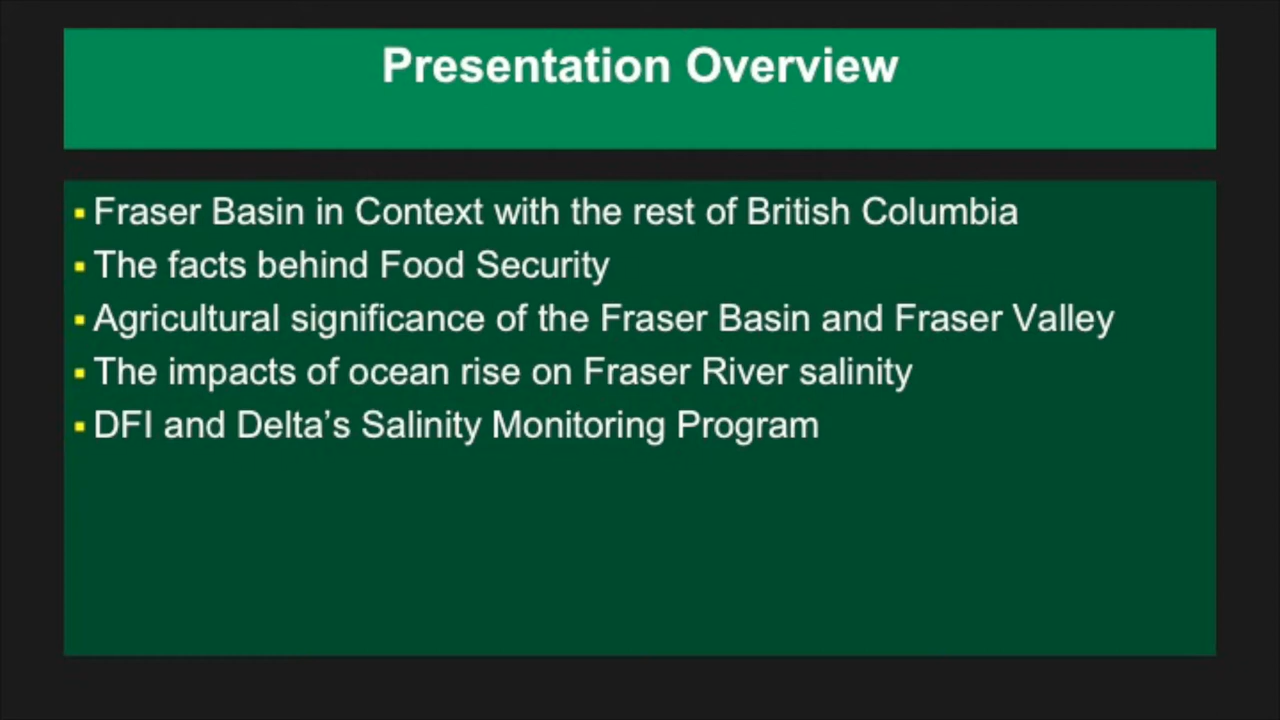 Presentation Overview
▪ Fraser Basin in Context with the rest of British Columbia
▪ The facts behind Food Security
▪ Agricultural significance of the Fraser Basin and Fraser Valley
▪ The impacts of ocean rise on Fraser River salinity
▪ DFI and Delta’s Salinity Monitoring Program